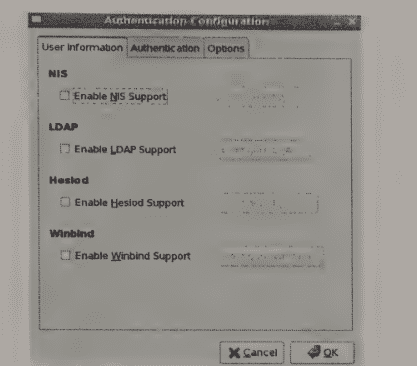 Authentication Configuration
User Information Authentication Options
NIS
Enable NIS Support
LDAP
Enable LDAP Support
Hesiod
Enable Hesiod Support
Winbind
Enable Winbind Support
Cancel OK